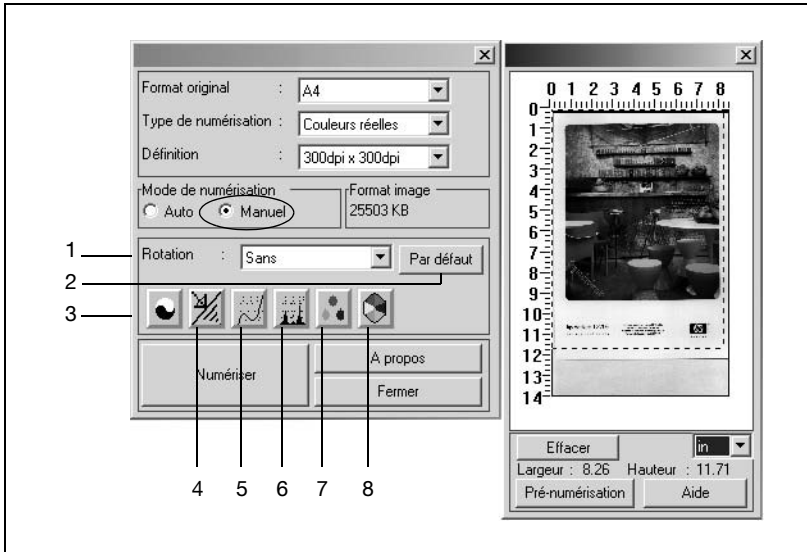 Format original : A4
Type de numérisation : Couleurs réelles
Définition : 300dpi x 300dpi
Mode de numérisation
Auto Manuel
Format image
25503 KB
1
Rotation : Sans Par défaut
2
3
Numériser
A propos
Fermer
4 5 6 7 8
0 1 2 3 4 5 6 7 8
0
1
2
3
4
5
6
7
8
9
10
11
12
13
14
Effacer in
Largeur : 8.26 Hauteur : 11.71
Pré-numérisation Aide